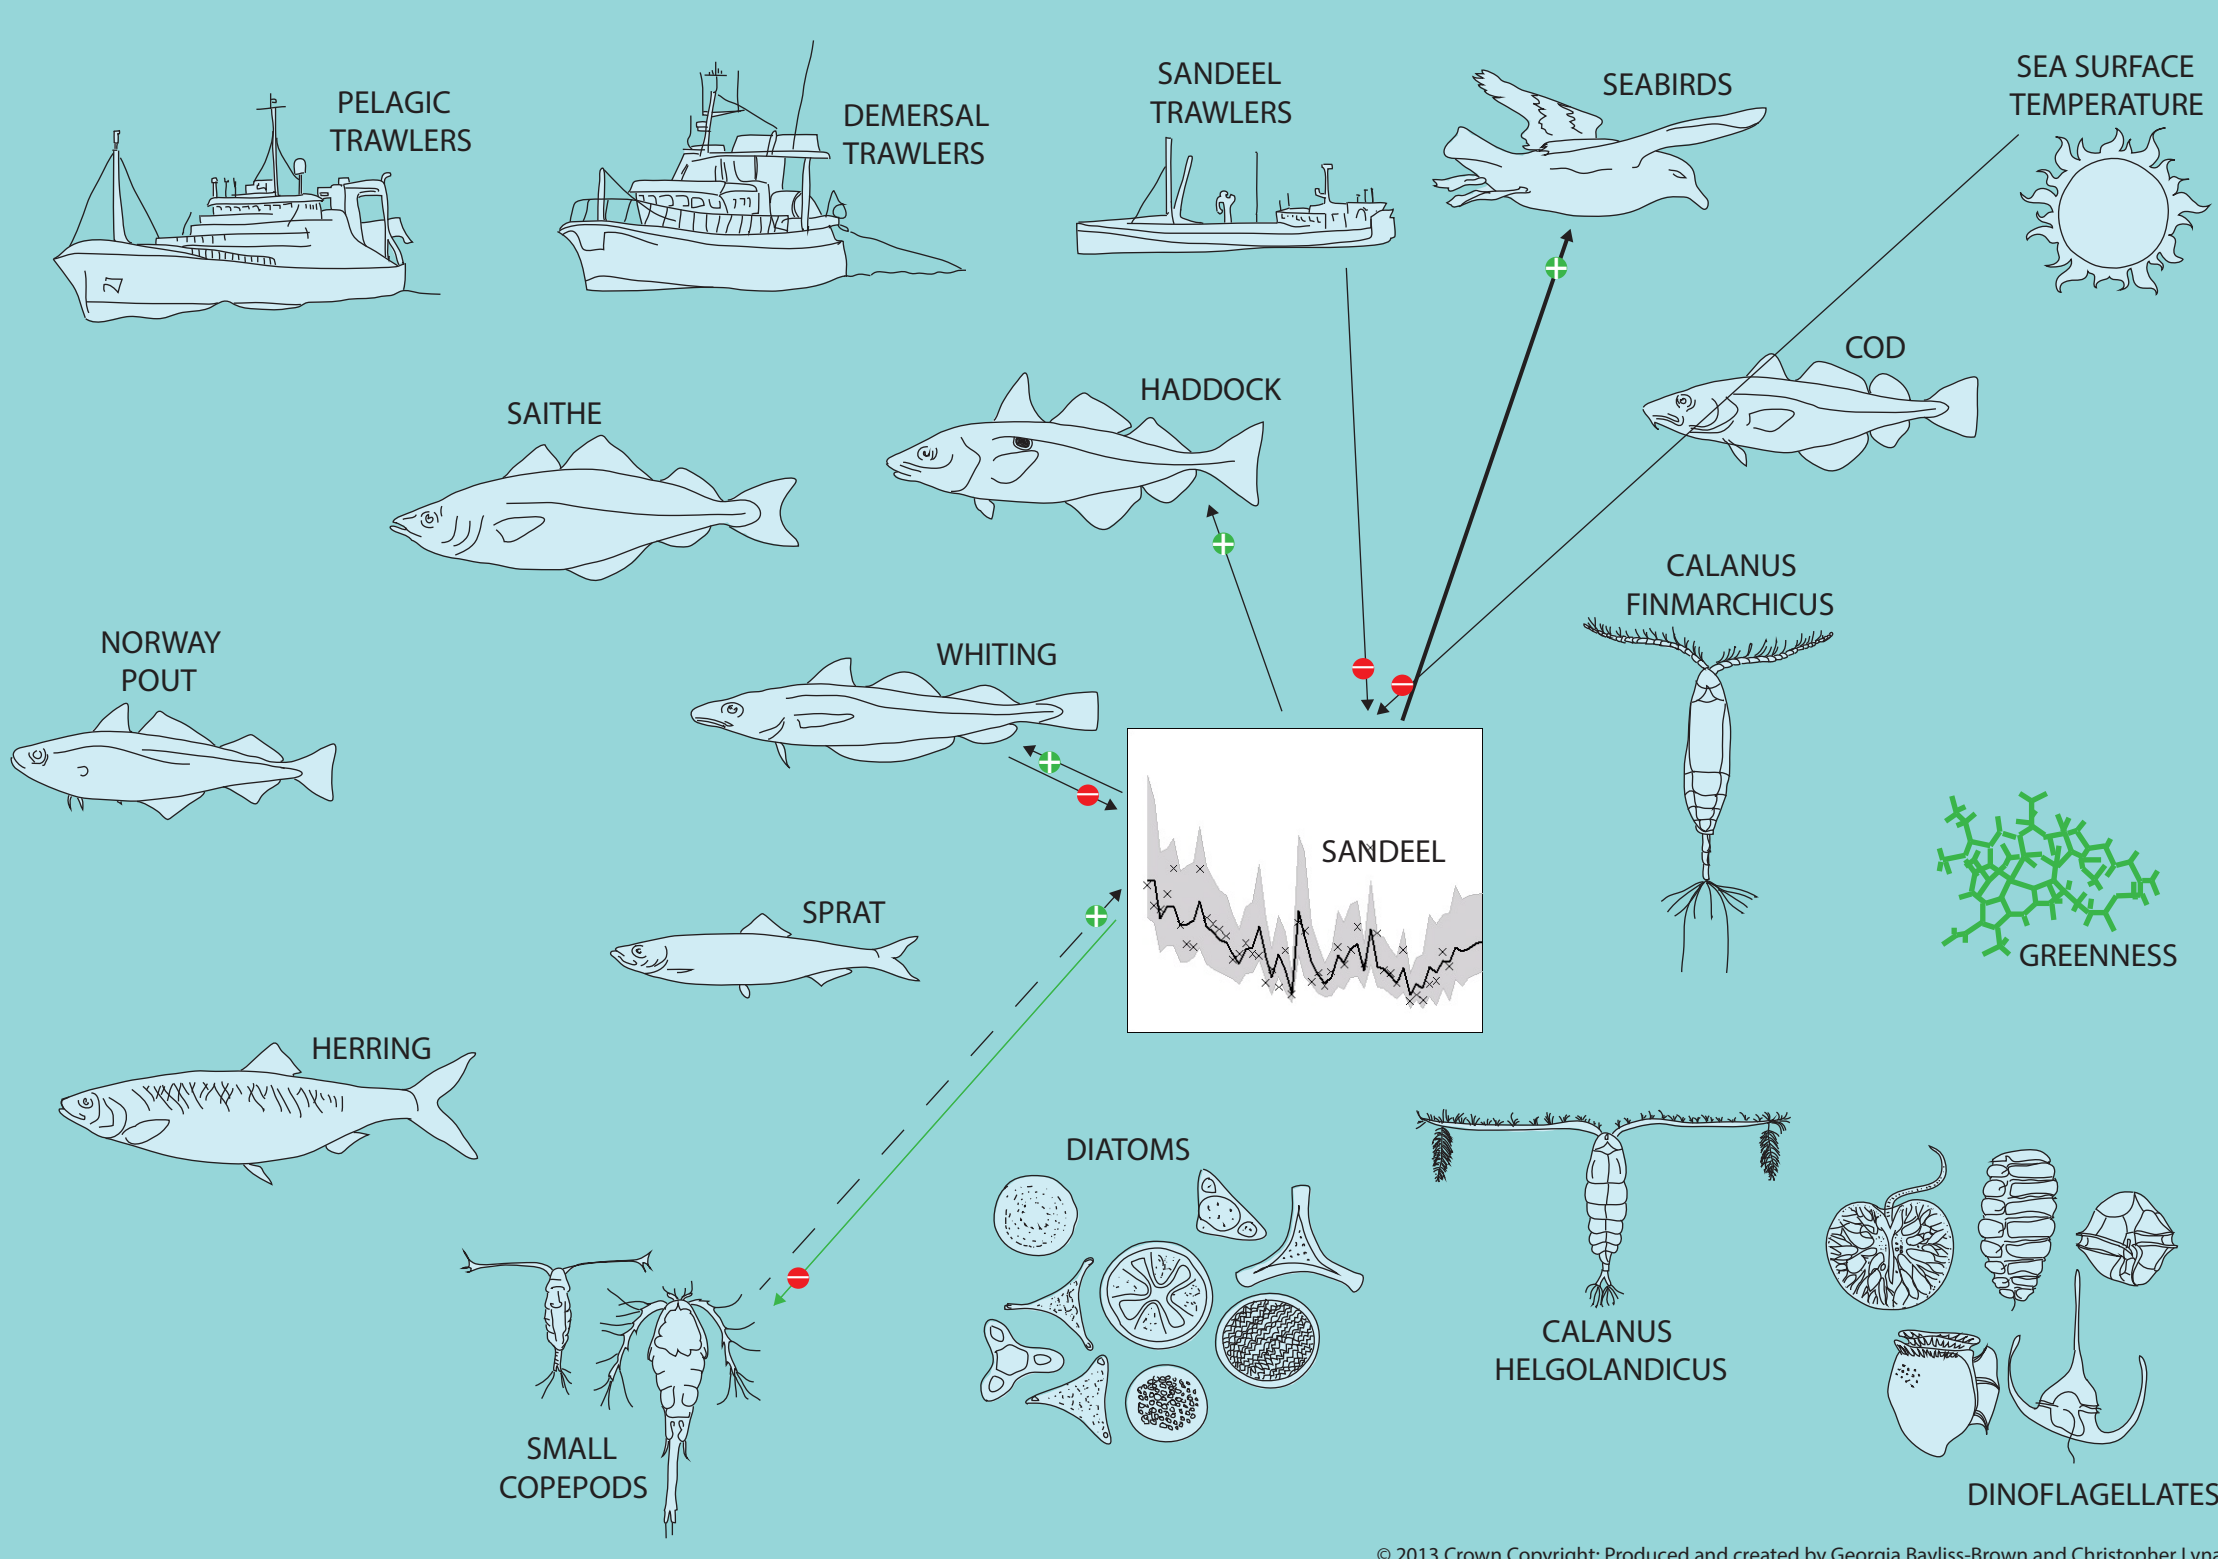 PELAGIC
TRAWLERS
DEMERSAL
TRAWLERS
SANDEEL
TRAWLERS
SEABIRDS
SEA SURFACE
TEMPERATURE
COD
HADDOCK
SAITHE
CALANUS
FINMARCHICUS
NORWAY
POUT
WHITING
SANDEEL
SPRAT
GREENNESS
HERRING
DIATOMS
CALANUS
HELGOLANDICUS
SMALL
COPEPODS
DINOFLAGELLATES
© 2013 Crown Copyright: Produced and created by Georgia Bayliss-Brown and Christopher